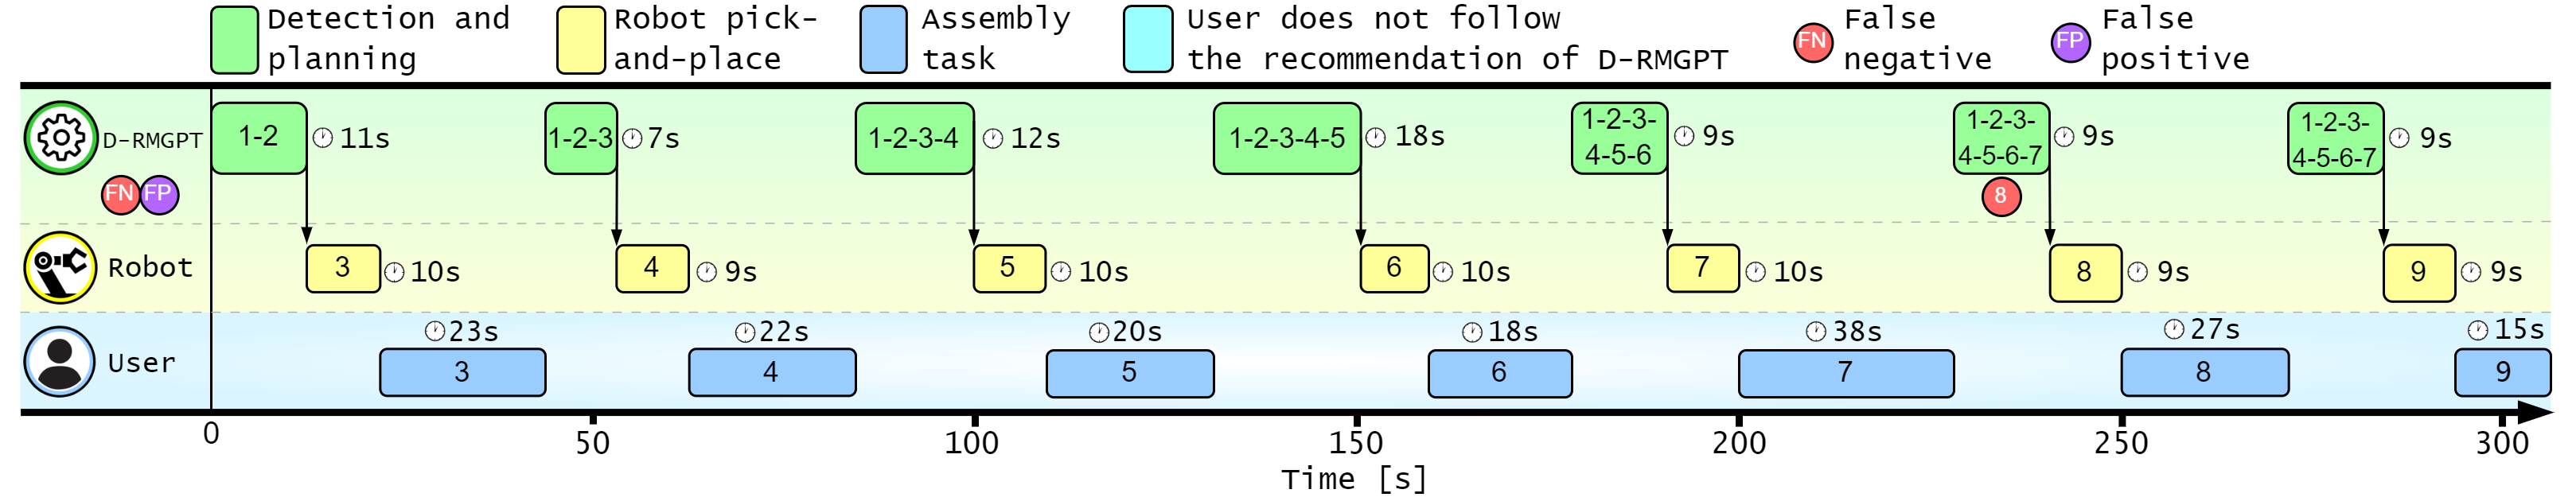 Detection and planning
Robot pick-and-place
Assembly task
User does not follow the recommendation of D-RMGPT
FN
False negative
FP
False positive
D-RMGPT
FN FP
1-2
11s
1-2-3
7s
1-2-3-4
12s
1-2-3-4-5
18s
1-2-3-
4-5-6
9s
1-2-3-
4-5-6-7
9s
8
1-2-3-
4-5-6-7
9s
Robot
3
10s
4
9s
5
10s
6
10s
7
10s
8
9s
9
9s
User
23s
3
22s
4
20s
5
18s
6
38s
7
27s
8
15s
9
0 50 100 150 200 250 300
Time [s]